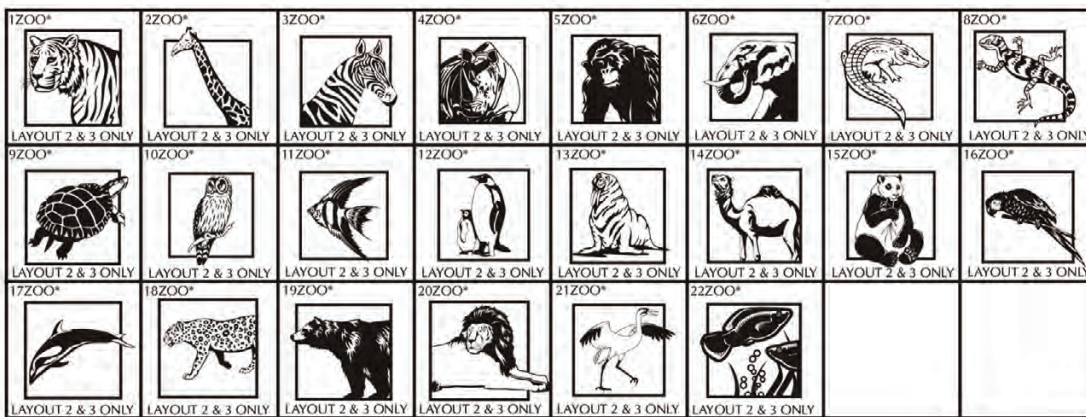 1ZOO* 2ZOO* 3ZOO* 4ZOO* 5ZOO* 6ZOO* 7ZOO* 8ZOO*
LAYOUT 2 & 3 ONLY LAYOUT 2 & 3 ONLY LAYOUT 2 & 3 ONLY LAYOUT 2 & 3 ONLY LAYOUT 2 & 3 ONLY LAYOUT 2 & 3 ONLY LAYOUT 2 & 3 ONLY LAYOUT 2 & 3 ONLY
9ZOO* 10ZOO* 11ZOO* 12ZOO* 13ZOO* 14ZOO* 15ZOO* 16ZOO*
LAYOUT 2 & 3 ONLY LAYOUT 2 & 3 ONLY LAYOUT 2 & 3 ONLY LAYOUT 2 & 3 ONLY LAYOUT 2 & 3 ONLY LAYOUT 2 & 3 ONLY LAYOUT 2 & 3 ONLY LAYOUT 2 & 3 ONLY
17ZOO* 18ZOO* 19ZOO* 20ZOO* 21ZOO* 22ZOO*
LAYOUT 2 & 3 ONLY LAYOUT 2 & 3 ONLY LAYOUT 2 & 3 ONLY LAYOUT 2 & 3 ONLY LAYOUT 2 & 3 ONLY LAYOUT 2 & 3 ONLY